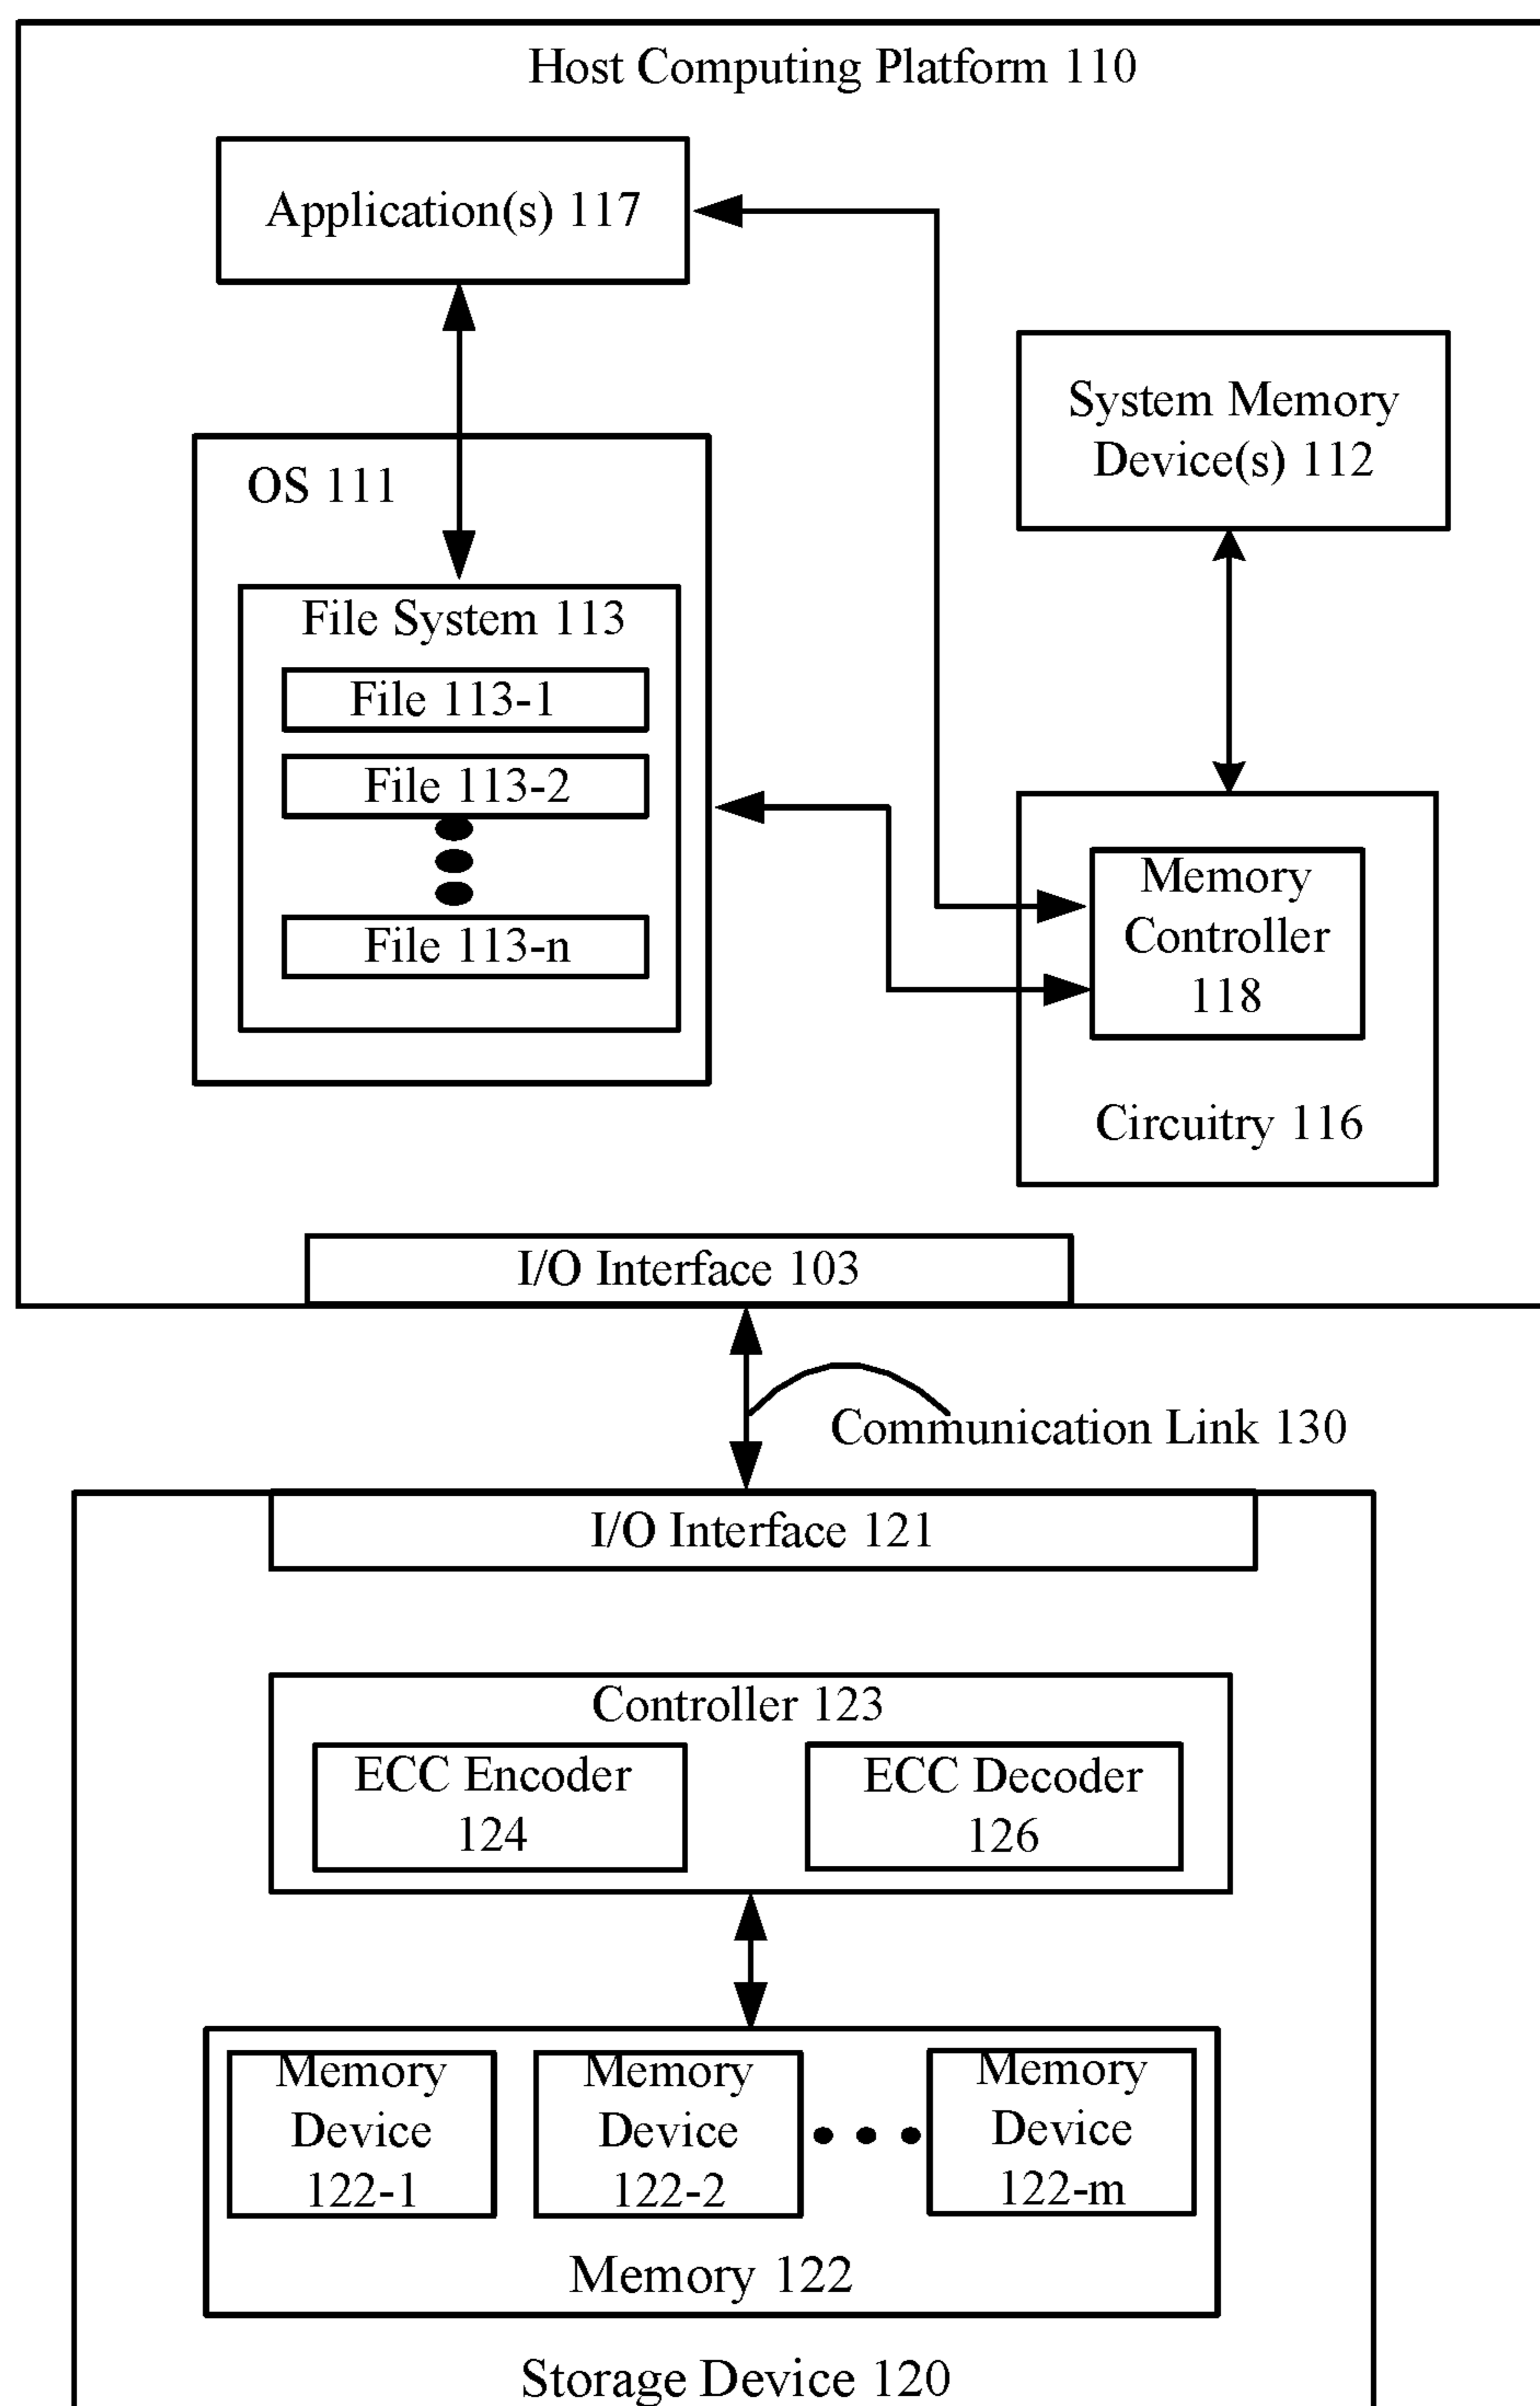 Host Computing Platform 110
Application(s) 117
System Memory
Device(s) 112
OS 111
File System 113
File 113-1
File 113-2
File 113-n
Memory
Controller
118
Circuitry 116
I/O Interface 103
Communication Link 130
I/O Interface 121
Controller 123
ECC Encoder
124
ECC Decoder
126
Memory
Device
122-1
Memory
Device
122-2
Memory
Device
122-m
Memory 122
Storage Device 120